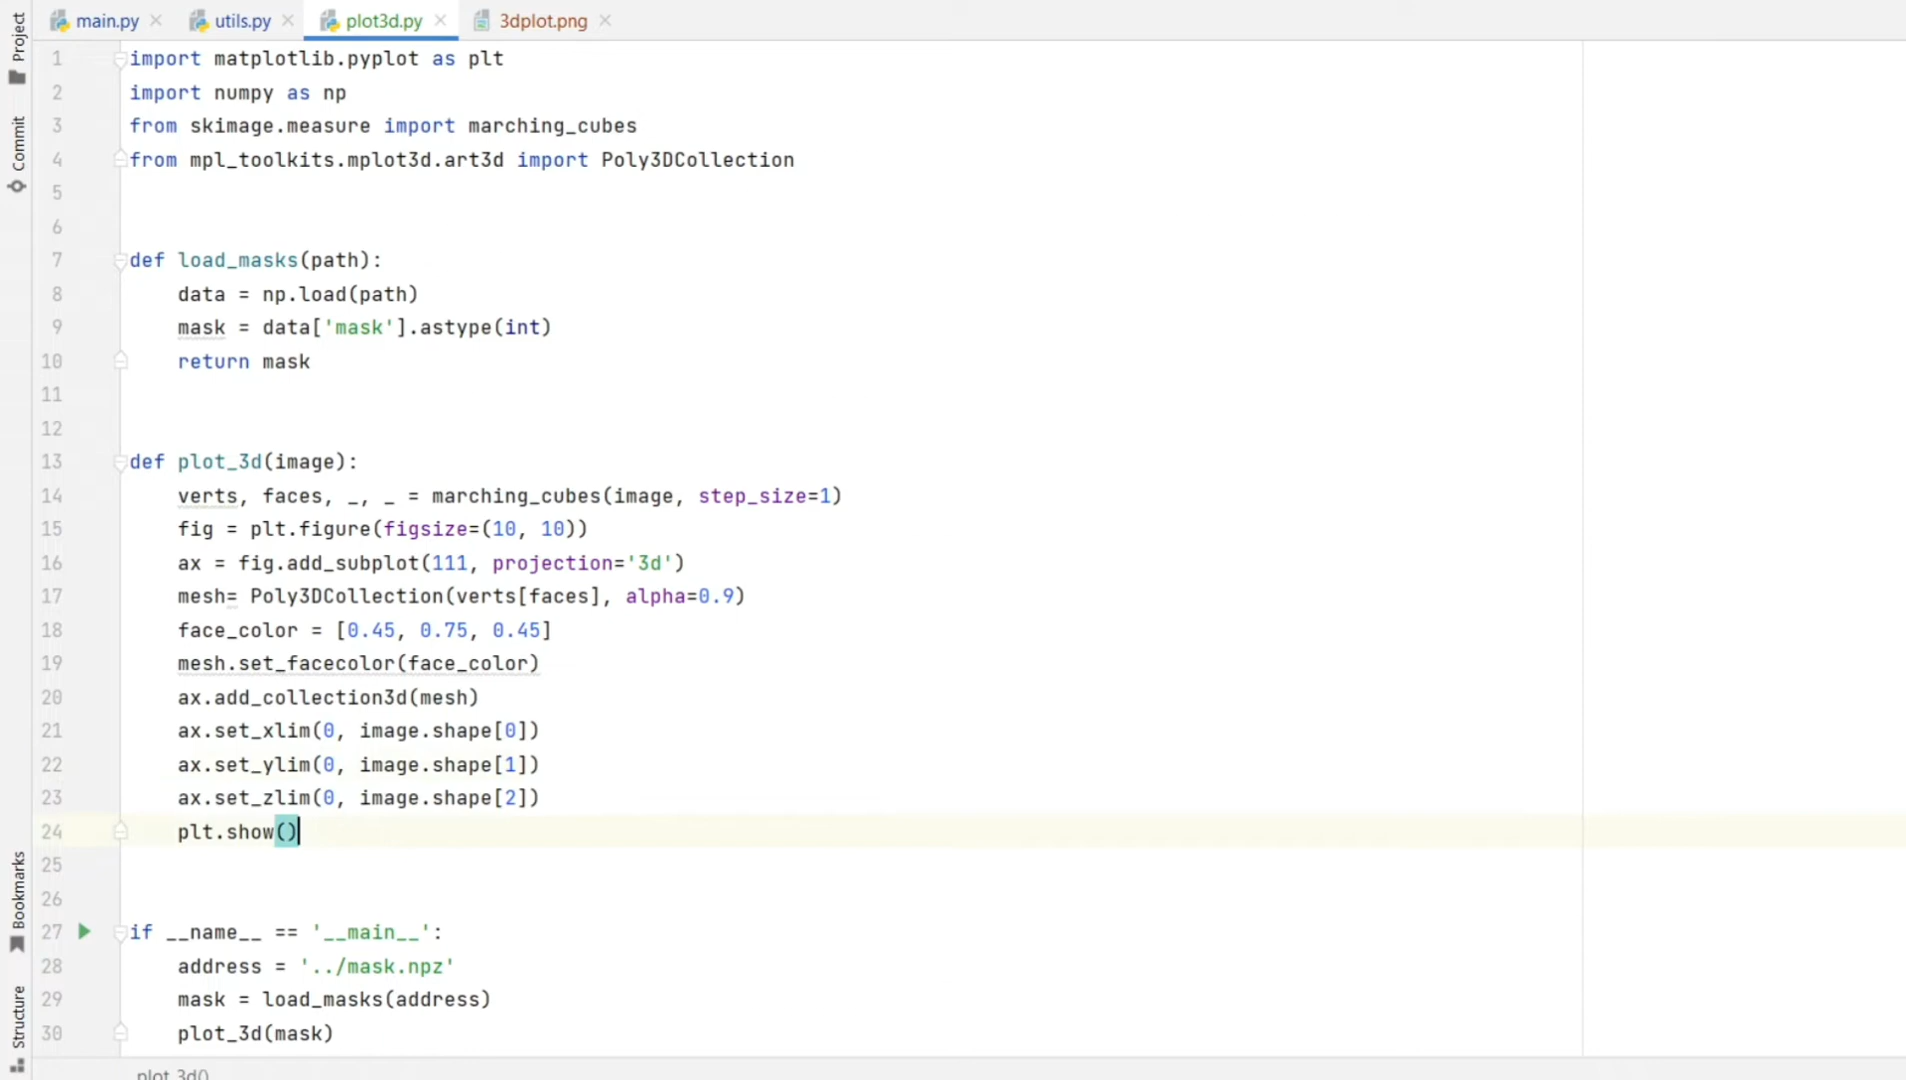 main.py
utils.py
plot3d.py
3dplot.png
Project
Commit
Bookmarks
Structure
1 import matplotlib.pyplot as plt
2 import numpy as np
3 from skimage.measure import marching_cubes
4 from mpl_toolkits.mplot3d.art3d import Poly3DCollection
5
6
7 def load_masks(path):
8     data = np.load(path)
9     mask = data['mask'].astype(int)
10     return mask
11
12
13 def plot_3d(image):
14     verts, faces, _, _ = marching_cubes(image, step_size=1)
15     fig = plt.figure(figsize=(10, 10))
16     ax = fig.add_subplot(111, projection='3d')
17     mesh= Poly3DCollection(verts[faces], alpha=0.9)
18     face_color = [0.45, 0.75, 0.45]
19     mesh.set_facecolor(face_color)
20     ax.add_collection3d(mesh)
21     ax.set_xlim(0, image.shape[0])
22     ax.set_ylim(0, image.shape[1])
23     ax.set_zlim(0, image.shape[2])
24     plt.show()
25
26
27 if __name__ == '__main__':
28     address = '../mask.npz'
29     mask = load_masks(address)
30     plot_3d(mask)
plot_3d()